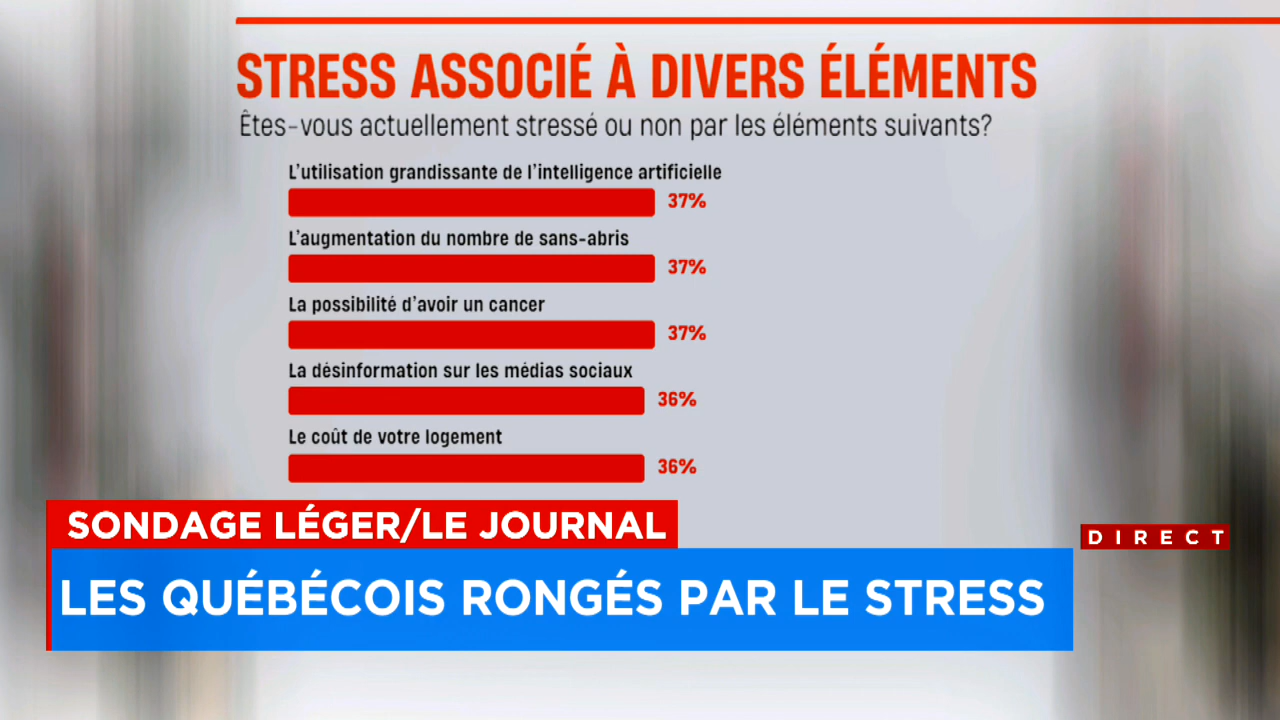 STRESS ASSOCIÉ À DIVERS ÉLÉMENTS
Êtes-vous actuellement stressé ou non par les éléments suivants?
L'utilisation grandissante de l'intelligence artificielle
37%
L'augmentation du nombre de sans-abris
37%
La possibilité d'avoir un cancer
37%
La désinformation sur les médias sociaux
36%
Le coût de votre logement
36%
SONDAGE LÉGER/LE JOURNAL
DIRECT
LES QUÉBÉCOIS RONGÉS PAR LE STRESS